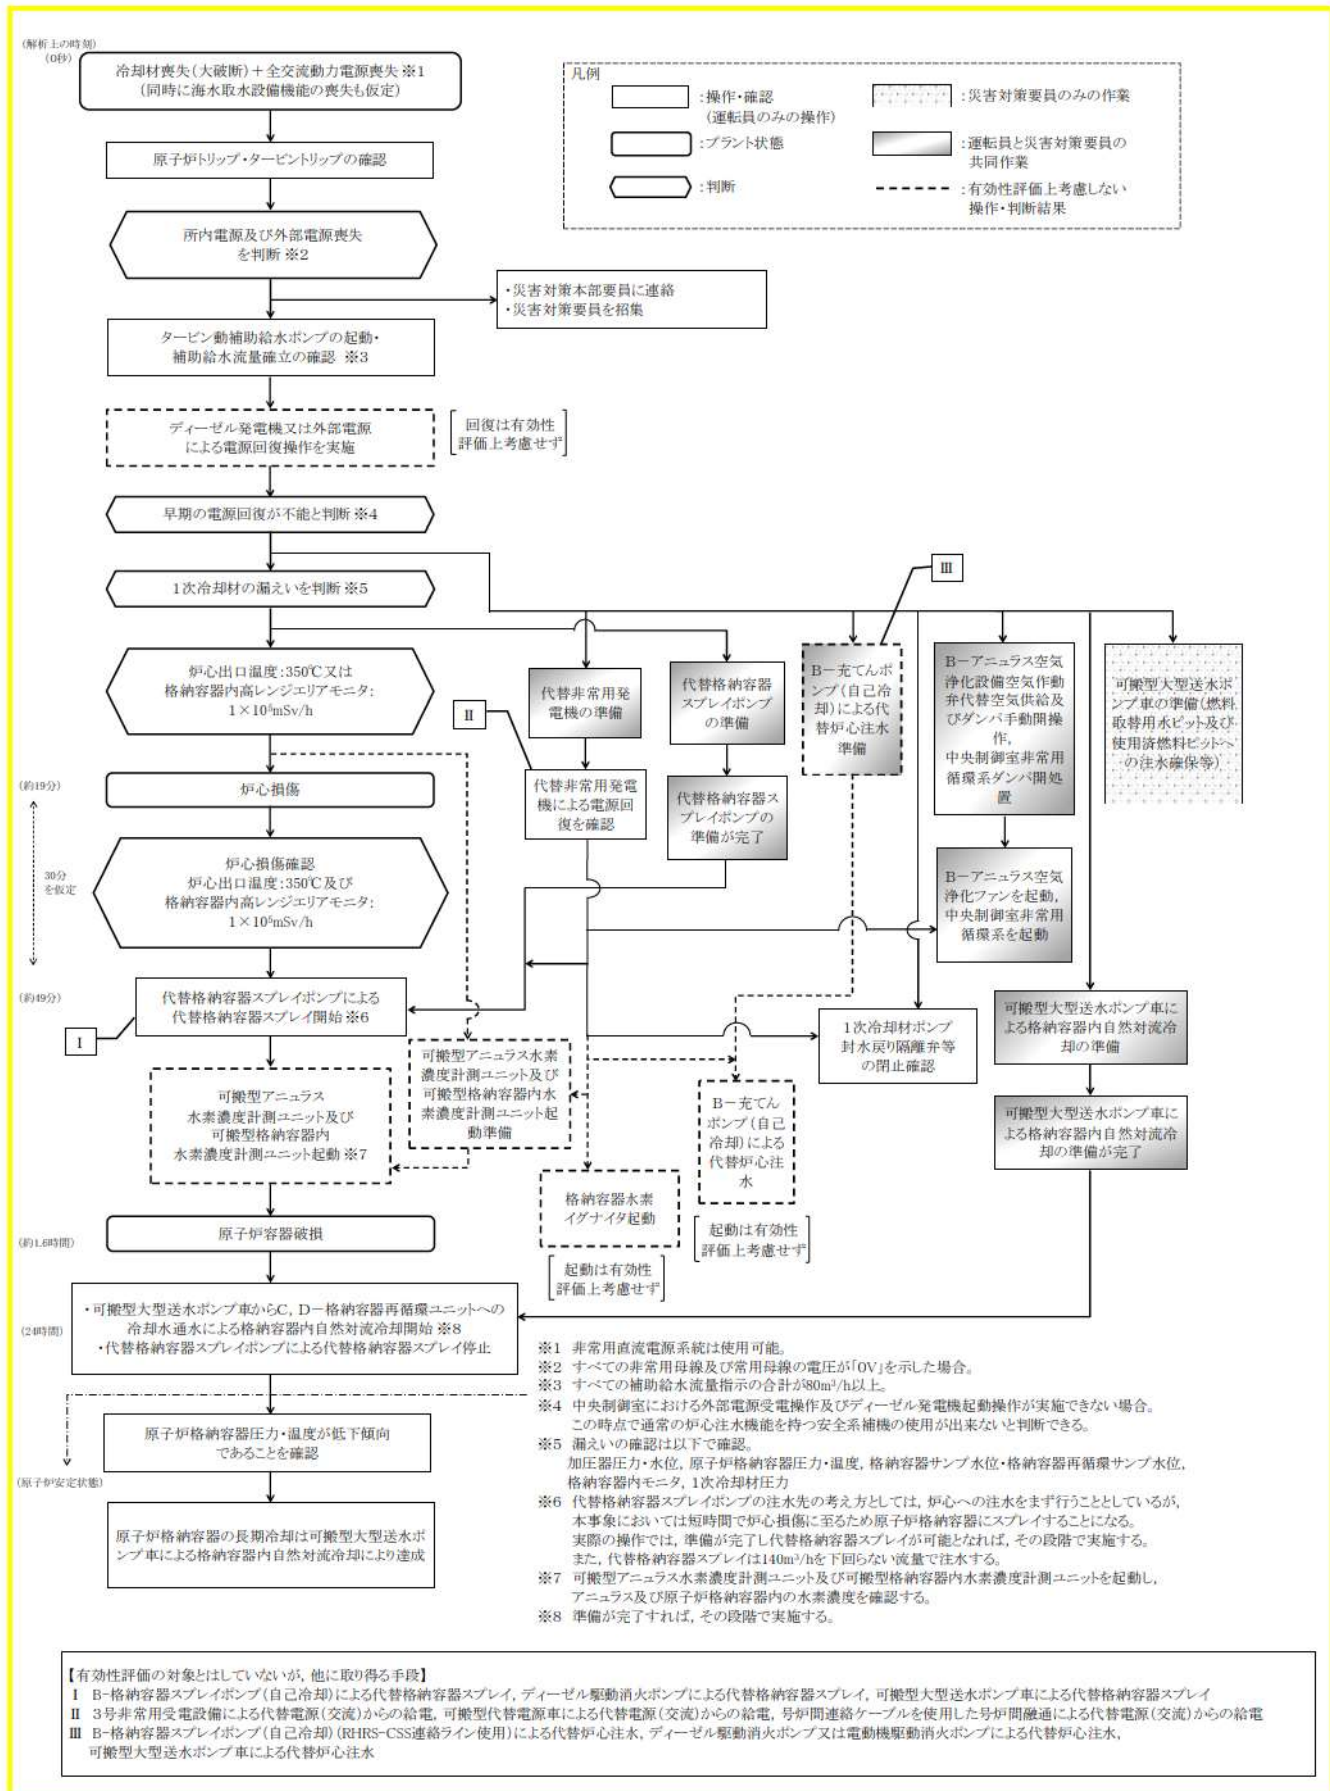 (解析上の時刻)
(0秒)
冷却材喪失(大破断)+全交流動力電源喪失 ※1
(同時に海水取水設備機能の喪失も仮定)
原子炉トリップ・タービントリップの確認
所内電源及び外部電源喪失
を判断 ※2
・災害対策本部要員に連絡
・災害対策要員を招集
タービン動補助給水ポンプの起動・
補助給水流量確立の確認 ※3
ディーゼル発電機又は外部電源
による電源回復操作を実施
回復は有効性
評価上考慮せず
早期の電源回復が不能と判断 ※4
1次冷却材の漏えいを判断 ※5
炉心出口温度:350℃又は
格納容器内高レンジエリアモニタ:
1×10⁵mSv/h
(約19分)
炉心損傷
30分
を仮定
炉心損傷確認
炉心出口温度:350℃及び
格納容器内高レンジエリアモニタ:
1×10⁵mSv/h
(約49分)
代替格納容器スプレイポンプによる
代替格納容器スプレイ開始 ※6
I
可搬型アニュラス
水素濃度計測ユニット及び
可搬型格納容器内
水素濃度計測ユニット起動 ※7
原子炉容器破損
(約1.6時間)
(24時間)
・可搬型大型送水ポンプ車からC,D-格納容器再循環ユニットへの
冷却水通水による格納容器内自然対流冷却開始 ※8
・代替格納容器スプレイポンプによる代替格納容器スプレイ停止
原子炉格納容器圧力・温度が低下傾向
であることを確認
(原子炉安定状態)
原子炉格納容器の長期冷却は可搬型大型送水ポ
ンプ車による格納容器内自然対流冷却により達成
凡例
:操作・確認
(運転員のみの操作)
:プラント状態
:判断
:災害対策要員のみの作業
:運転員と災害対策要員の
共同作業
:有効性評価上考慮しない
操作・判断結果
II
代替非常用発
電機の準備
代替非常用発電
機による電源回
復を確認
代替格納容器
スプレイポンプ
の準備
代替格納容器ス
プレイポンプの
準備が完了
III
B-充てんポ
ンプ(自己冷
却)による代
替炉心注水
準備
B-アニュラス空気
浄化設備空気作動
弁代替空気供給及
びダンパ手動開操
作,
中央制御室非常用
循環系ダンパ開処
置
B-アニュラス空気
浄化ファンを起動,
中央制御室非常用
循環系を起動
可搬型大型送水ポ
ンプ車の準備(燃料
取替用水ピット及び
使用済燃料ピットへ
の注水確保等)
可搬型アニュラス水素
濃度計測ユニット及び
可搬型格納容器内水
素濃度計測ユニット起
動準備
格納容器水素
イグナイタ起動
起動は有効性
評価上考慮せず
B-充てん
ポンプ(自己
冷却)による
代替炉心注
水
起動は有効性
評価上考慮せず
1次冷却材ポンプ
封水戻り隔離弁等
の閉止確認
可搬型大型送水ポンプ車
による格納容器内自然対流冷
却の準備
可搬型大型送水ポンプ車に
よる格納容器内自然対流冷
却の準備が完了
※1 非常用直流電源系統は使用可能。
※2 すべての非常用母線及び常用母線の電圧が「0V」を示した場合。
※3 すべての補助給水流量指示の合計が80m³/h以上。
※4 中央制御室における外部電源受電操作及びディーゼル発電機起動操作が実施できない場合。
この時点で通常の炉心注水機能を持つ安全系補機の使用が出来ないと判断できる。
※5 漏えいの確認は以下で確認。
加圧器圧力・水位,原子炉格納容器圧力・温度,格納容器サンプ水位・格納容器再循環サンプ水位,
格納容器内モニタ,1次冷却材圧力
※6 代替格納容器スプレイポンプの注水先の考え方としては,炉心への注水をまず行うこととしているが,
本事象においては短時間で炉心損傷に至るため原子炉格納容器にスプレイすることになる。
実際の操作では,準備が完了し代替格納容器スプレイが可能となれば,その段階で実施する。
また,代替格納容器スプレイは140m³/hを下回らない流量で注水する。
※7 可搬型アニュラス水素濃度計測ユニット及び可搬型格納容器内水素濃度計測ユニットを起動し,
アニュラス及び原子炉格納容器内の水素濃度を確認する。
※8 準備が完了すれば,その段階で実施する。
【有効性評価の対象とはしていないが,他に取り得る手段】
I B-格納容器スプレイポンプ(自己冷却)による代替格納容器スプレイ,ディーゼル駆動消火ポンプによる代替格納容器スプレイ,可搬型大型送水ポンプ車による代替格納容器スプレイ
II 3号非常用受電設備による代替電源(交流)からの給電,可搬型代替電源車による代替電源(交流)からの給電,号炉間連絡ケーブルを使用した号炉間融通による代替電源(交流)からの給電
III B-格納容器スプレイポンプ(自己冷却)(RHRS-CSS連絡ライン使用)による代替炉心注水,ディーゼル駆動消火ポンプ又は電動機駆動消火ポンプによる代替炉心注水,
可搬型大型送水ポンプ車による代替炉心注水